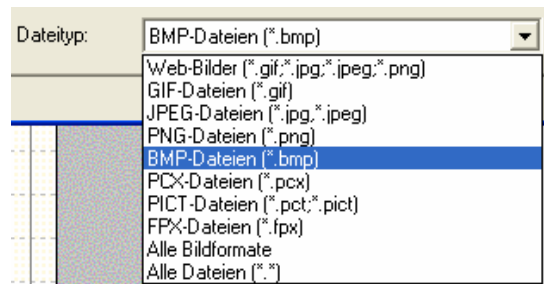 Dateityp: BMP-Dateien (*.bmp)
Web-Bilder (*.gif;*.jpg;*.jpeg;*.png)
GIF-Dateien (*.gif)
JPEG-Dateien (*.jpg,*.jpeg)
PNG-Dateien (*.png)
BMP-Dateien (*.bmp)
PCX-Dateien (*.pcx)
PICT-Dateien (*.pct;*.pict)
FPX-Dateien (*.fpx)
Alle Bildformate
Alle Dateien (*.*)